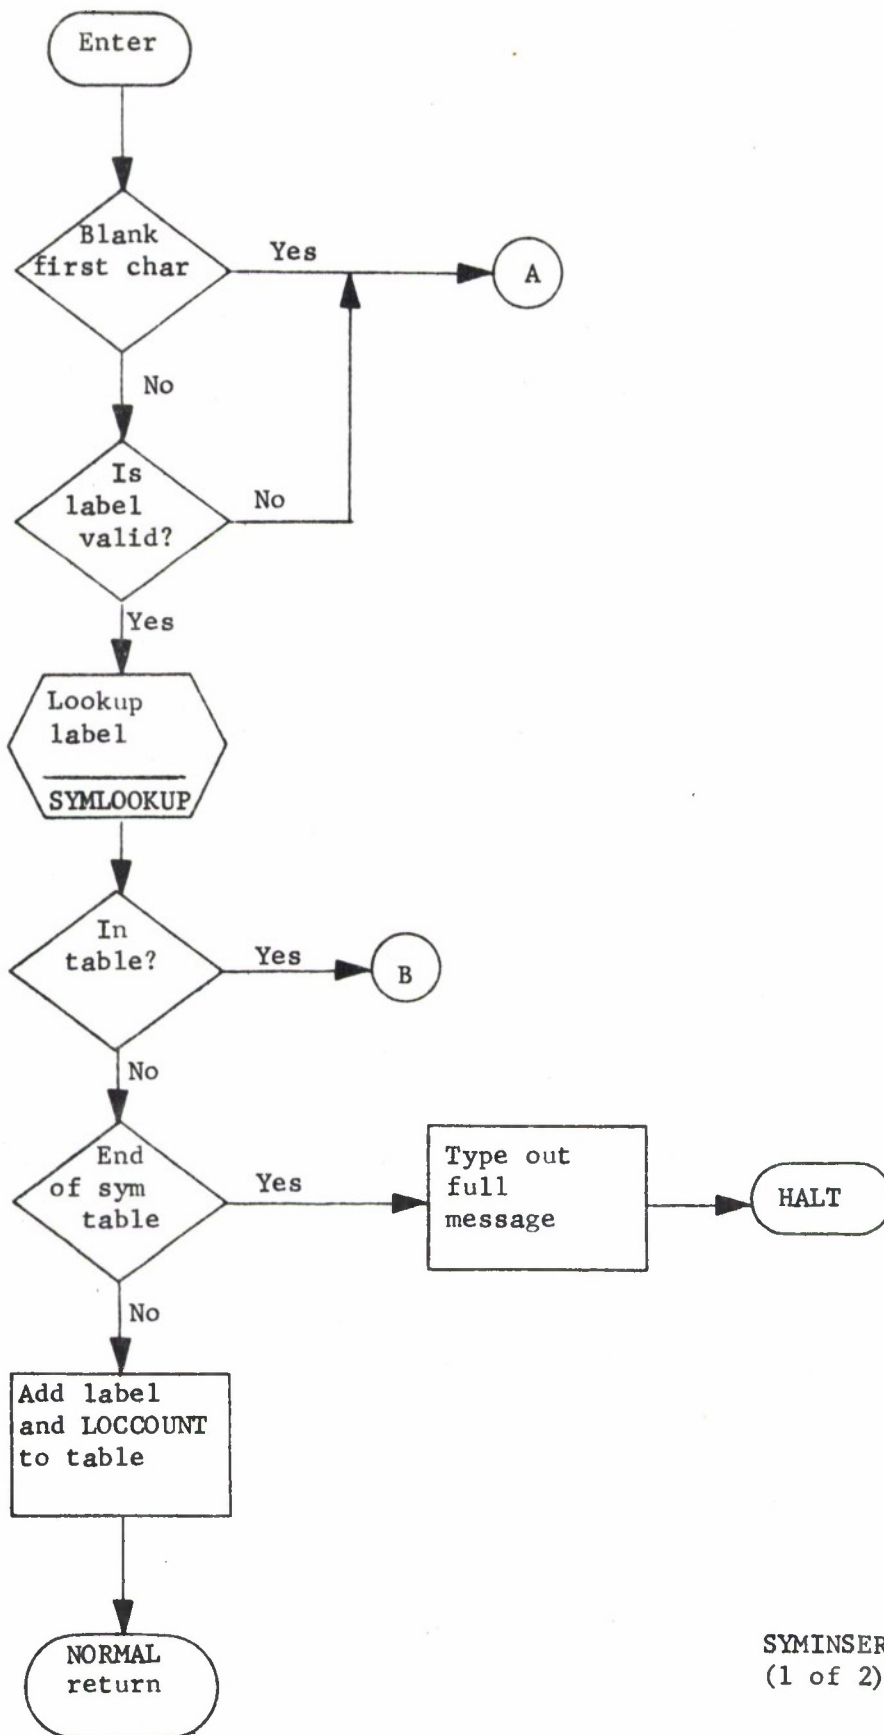 Enter
Blank
first char
Yes
A
No
Is
label
valid?
No
Yes
Lookup
label
SYMLOOKUP
In
table?
Yes
B
No
End
of sym
table
Yes
Type out
full
message
HALT
No
Add label
and LOCCOUNT
to table
NORMAL
return
SYMINSER
(1 of 2)